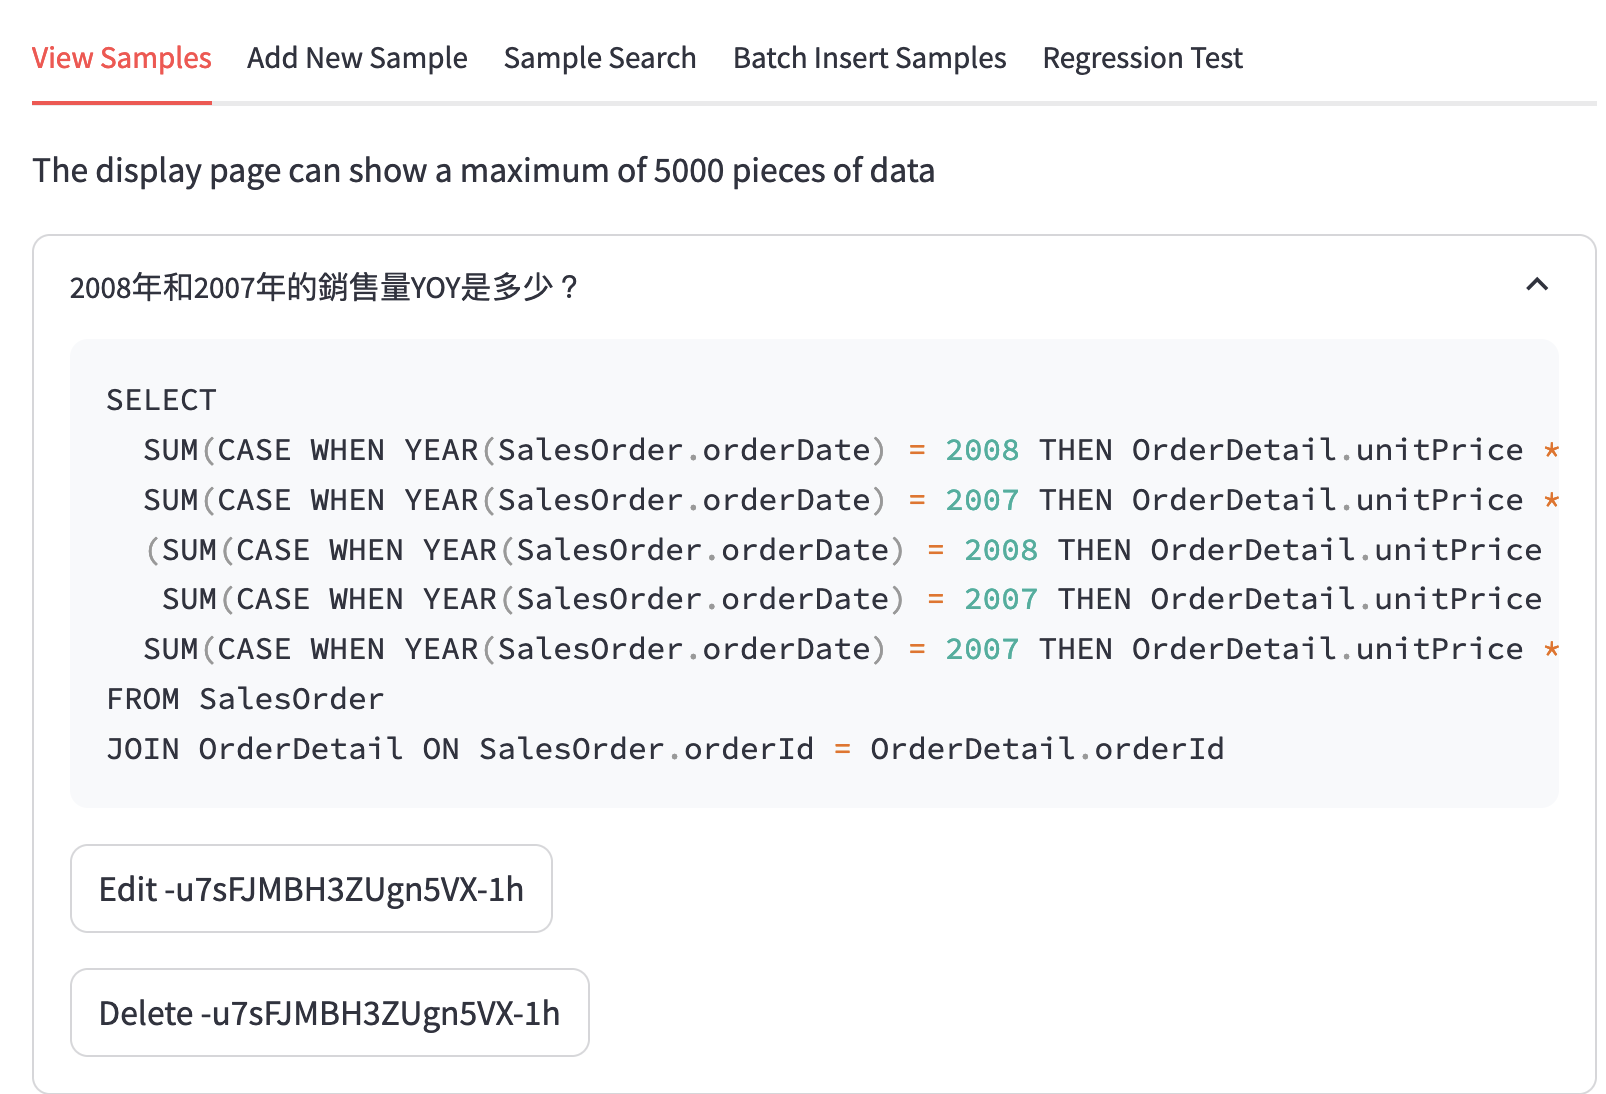 View Samples Add New Sample Sample Search Batch Insert Samples Regression Test
The display page can show a maximum of 5000 pieces of data
2008年和2007年的銷售量YOY是多少？
SELECT
SUM(CASE WHEN YEAR(SalesOrder.orderDate) = 2008 THEN OrderDetail.unitPrice *
SUM(CASE WHEN YEAR(SalesOrder.orderDate) = 2007 THEN OrderDetail.unitPrice *
(SUM(CASE WHEN YEAR(SalesOrder.orderDate) = 2008 THEN OrderDetail.unitPrice
SUM(CASE WHEN YEAR(SalesOrder.orderDate) = 2007 THEN OrderDetail.unitPrice
SUM(CASE WHEN YEAR(SalesOrder.orderDate) = 2007 THEN OrderDetail.unitPrice *
FROM SalesOrder
JOIN OrderDetail ON SalesOrder.orderId = OrderDetail.orderId
Edit -u7sFJMBH3ZUgn5VX-1h
Delete -u7sFJMBH3ZUgn5VX-1h